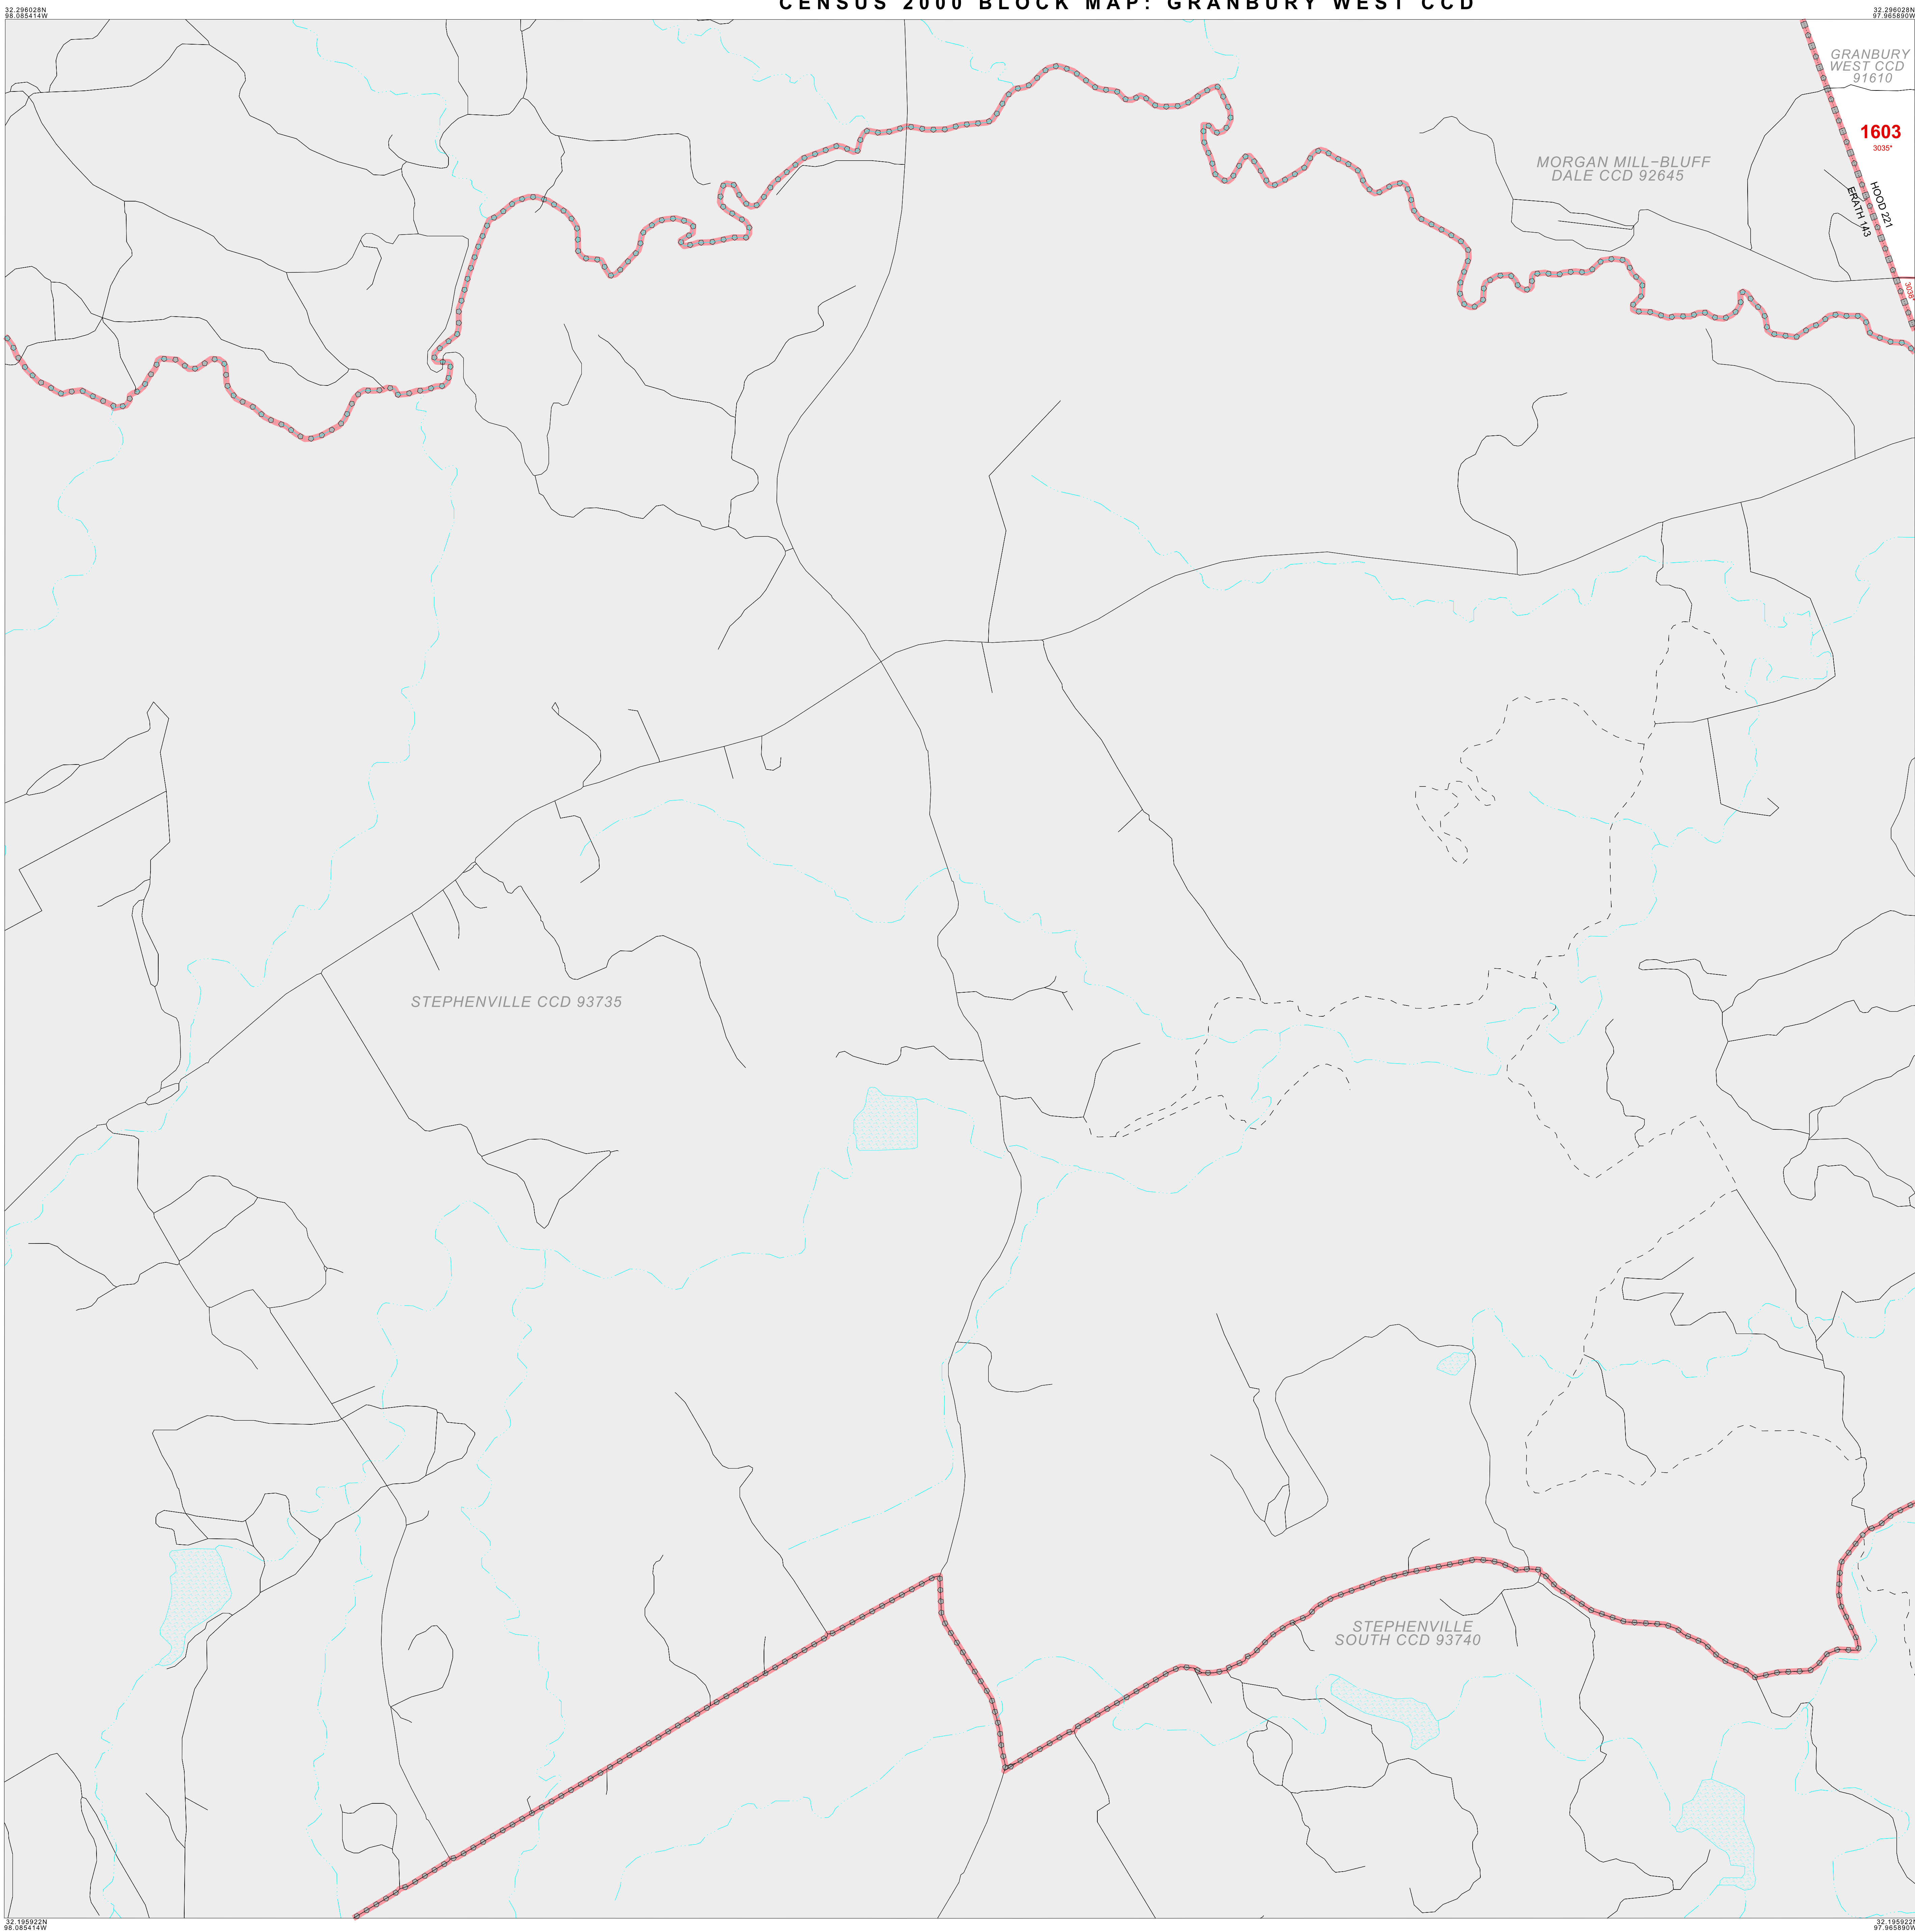 CENSUS 2000 BLOCK MAP: GRANBURY WEST CCD
32.296028N
98.085414W
32.296028N
97.965890W
GRANBURY
WEST CCD
91610
1603
3035*
MORGAN MILL−BLUFF
DALE CCD 92645
HOOD 221
ERATH 143
3036*
STEPHENVILLE CCD 93735
STEPHENVILLE
SOUTH CCD 93740
32.195922N
98.085414W
32.195922N
97.965890W